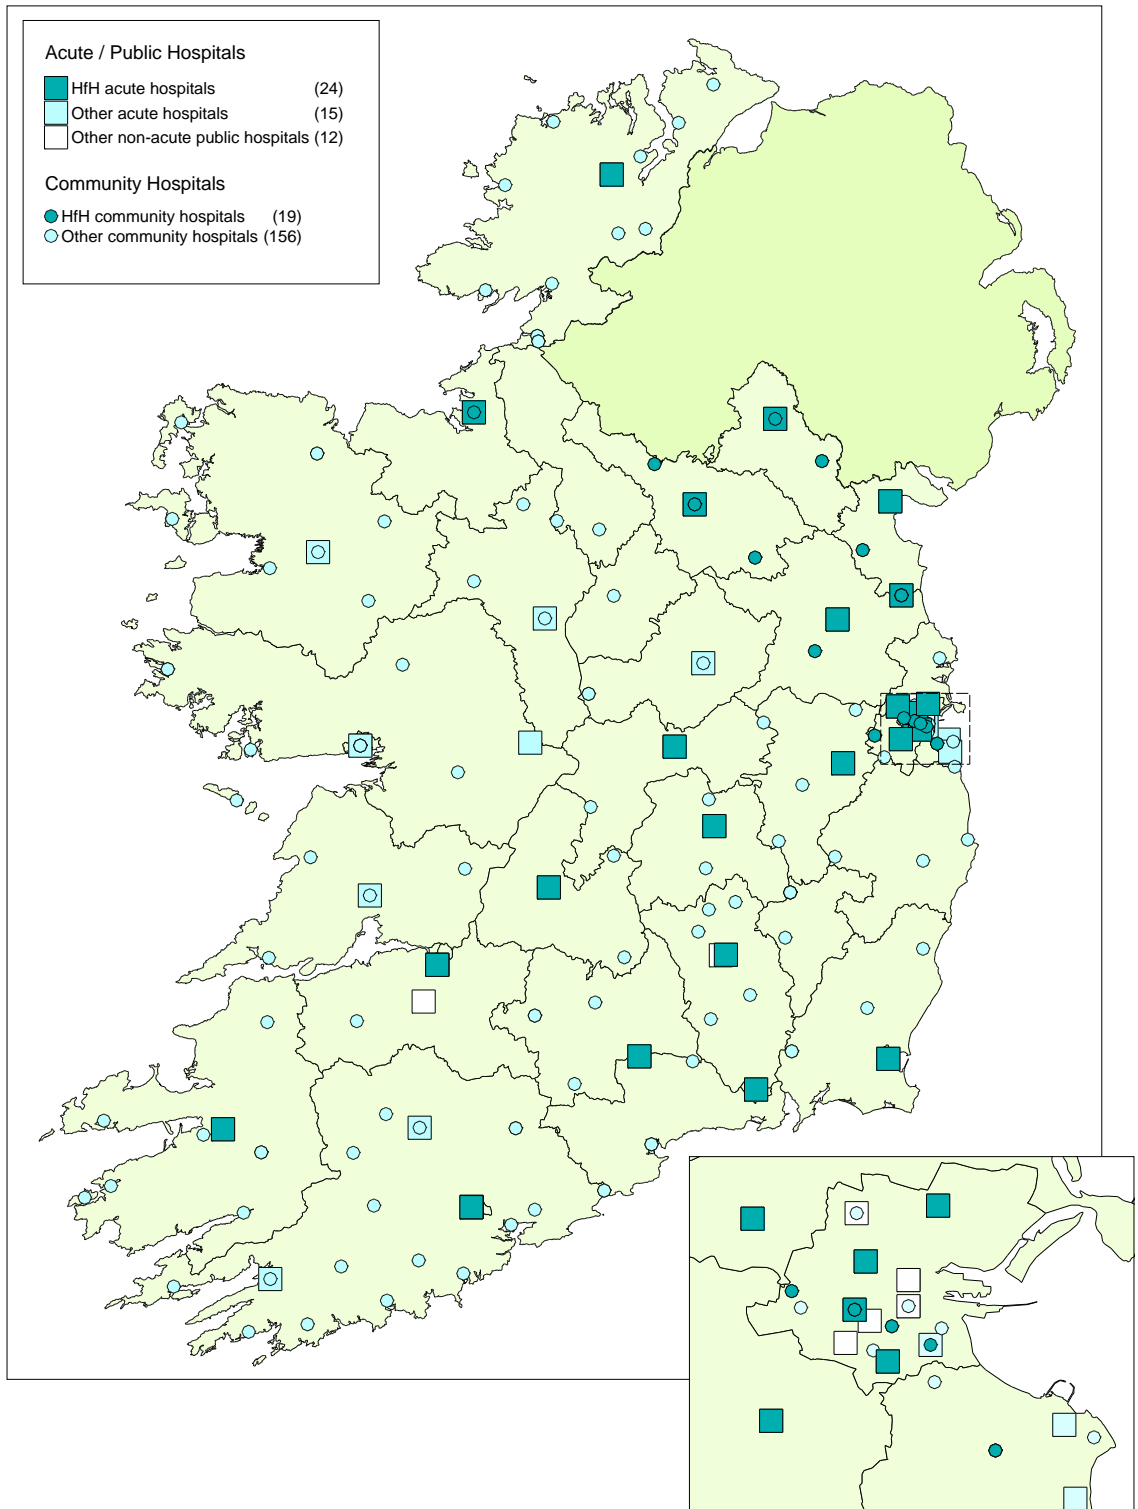 Acute / Public Hospitals
HfH acute hospitals (24)
Other acute hospitals (15)
Other non-acute public hospitals (12)
Community Hospitals
HfH community hospitals (19)
Other community hospitals (156)